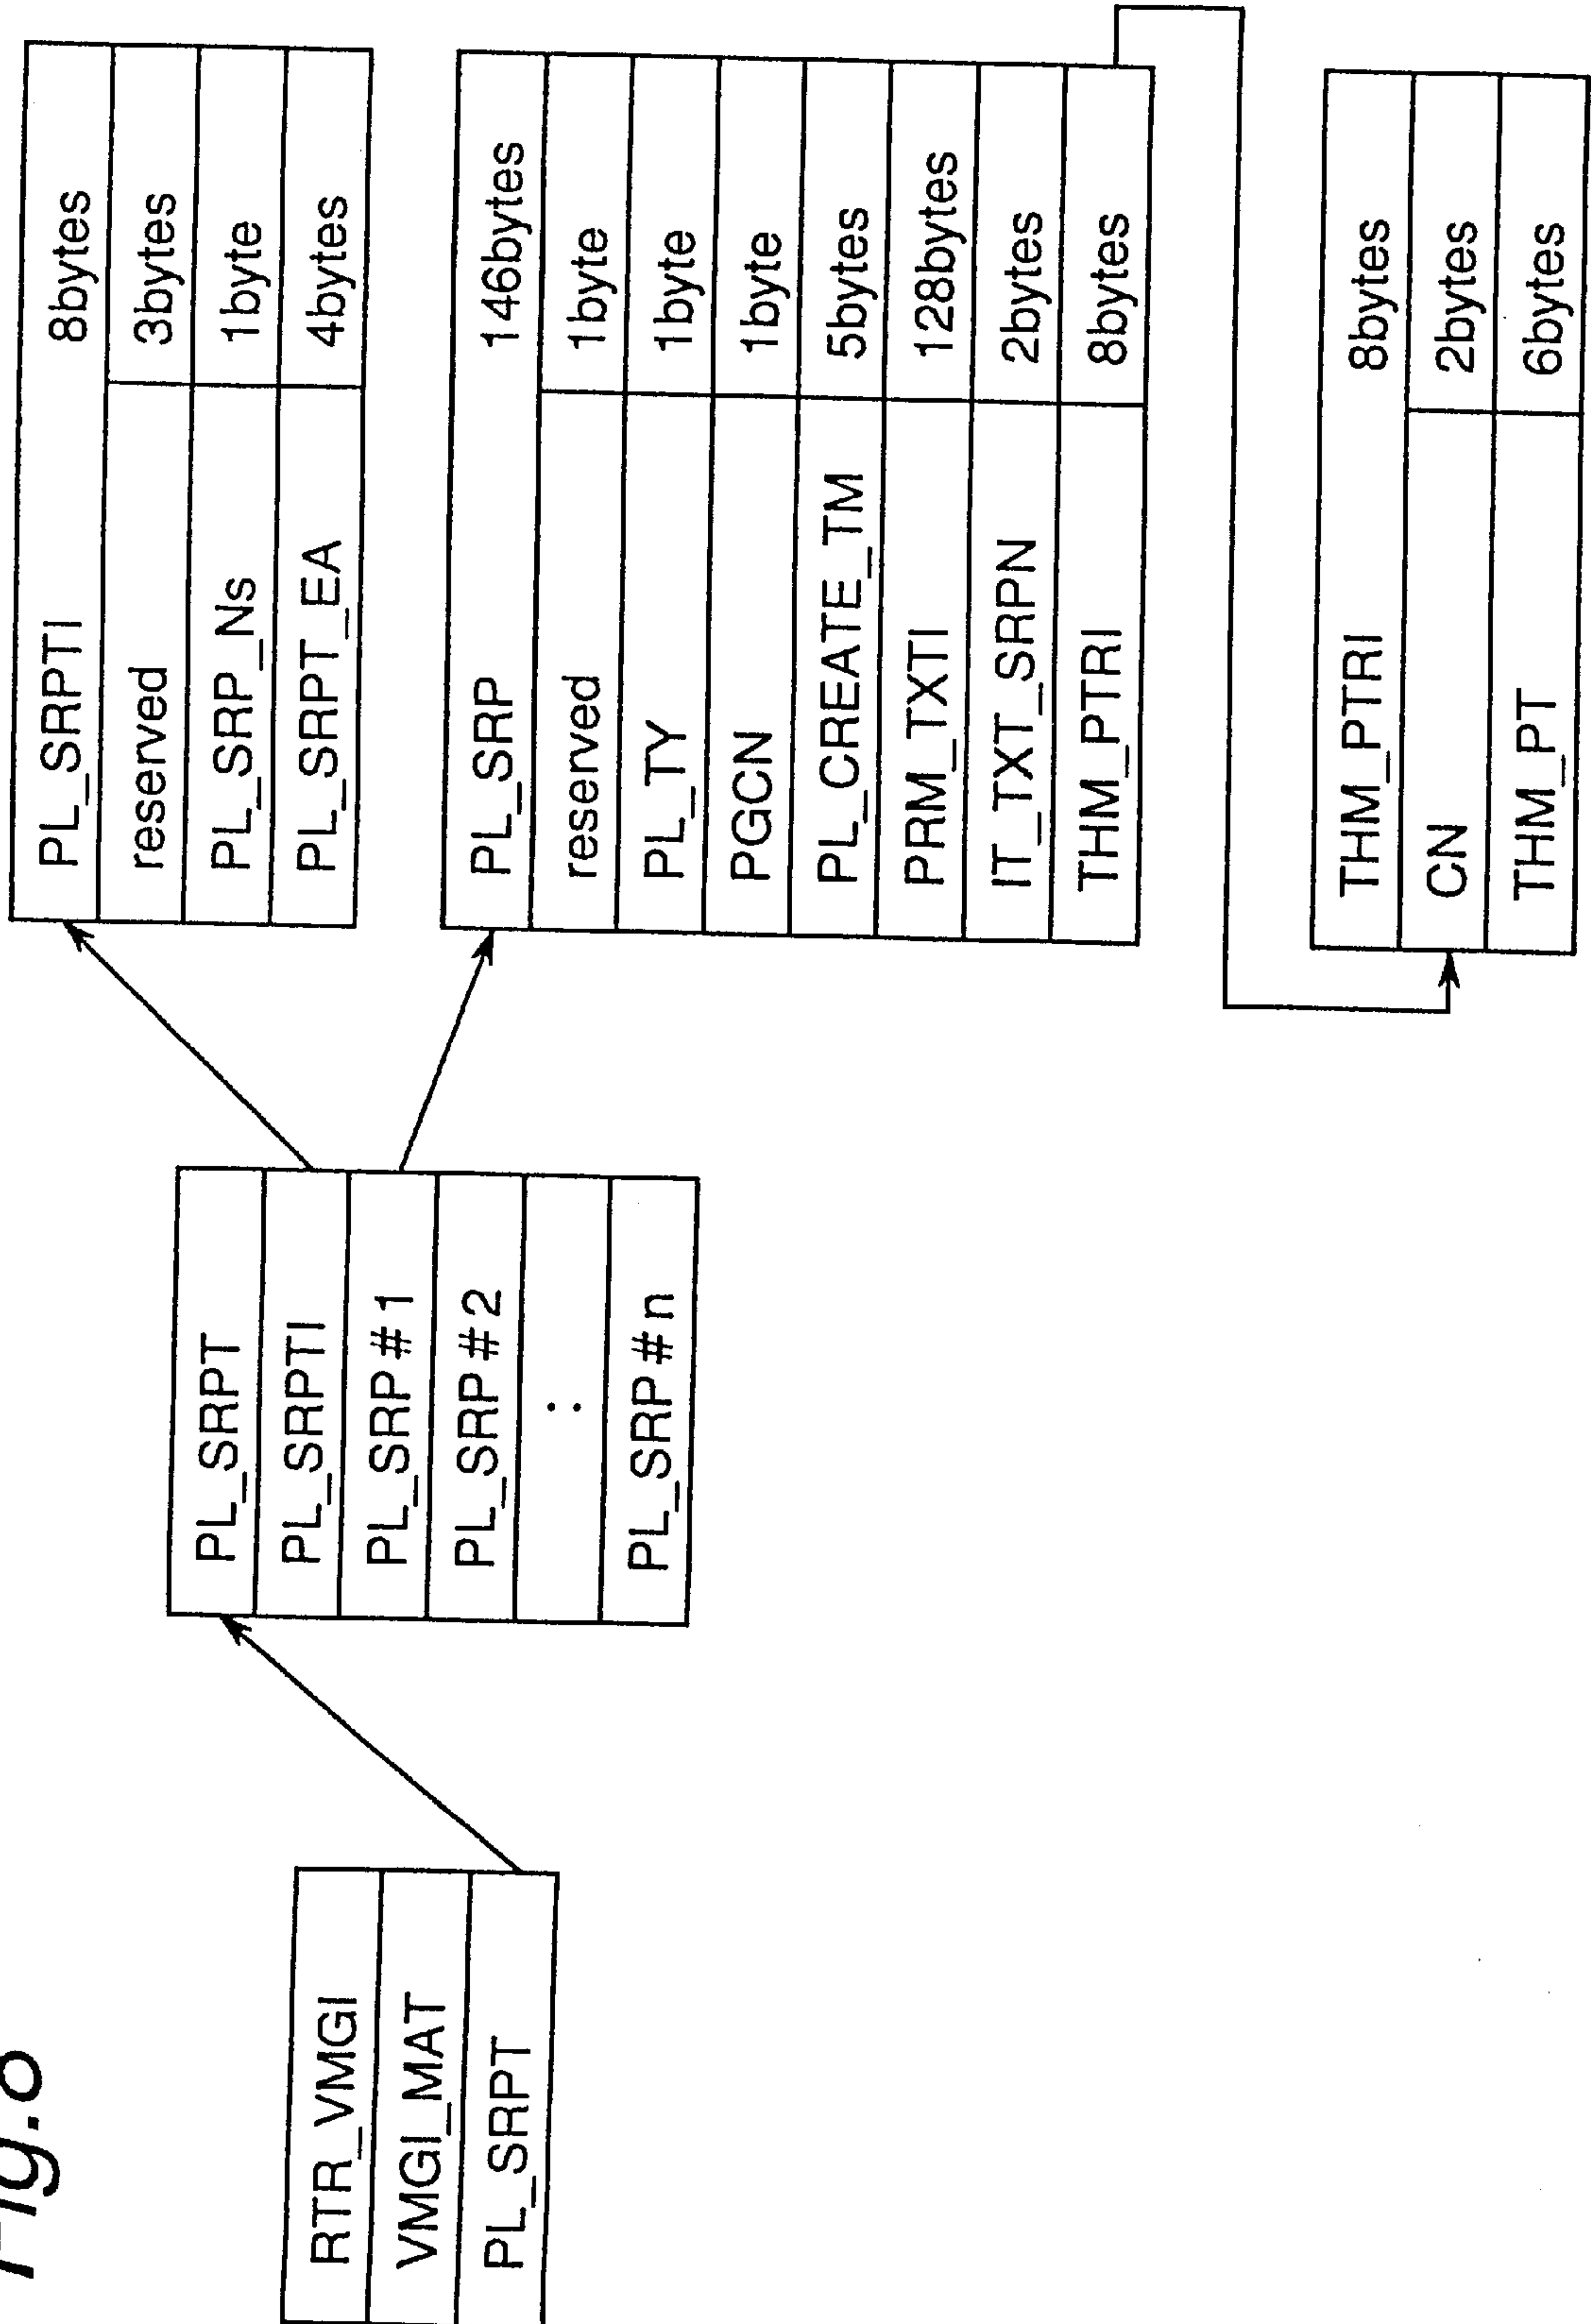 Fig.8
RTR_VMGI
VMGI_MAT
PL_SRPT
PL_SRPT
PL_SRPTI
PL_SRP#1
PL_SRP#2
:
PL_SRP#n
PL_SRPTI 8bytes
reserved 3bytes
PL_SRP_Ns 1byte
PL_SRPT_EA 4bytes
PL_SRP 146bytes
reserved 1byte
PL_TY 1byte
PGCN 1byte
PL_CREATE_TM 5bytes
PRM_TXTI 128bytes
IT_TXT_SRPN 2bytes
THM_PTRI 8bytes
THM_PTRI 8bytes
CN 2bytes
THM_PT 6bytes